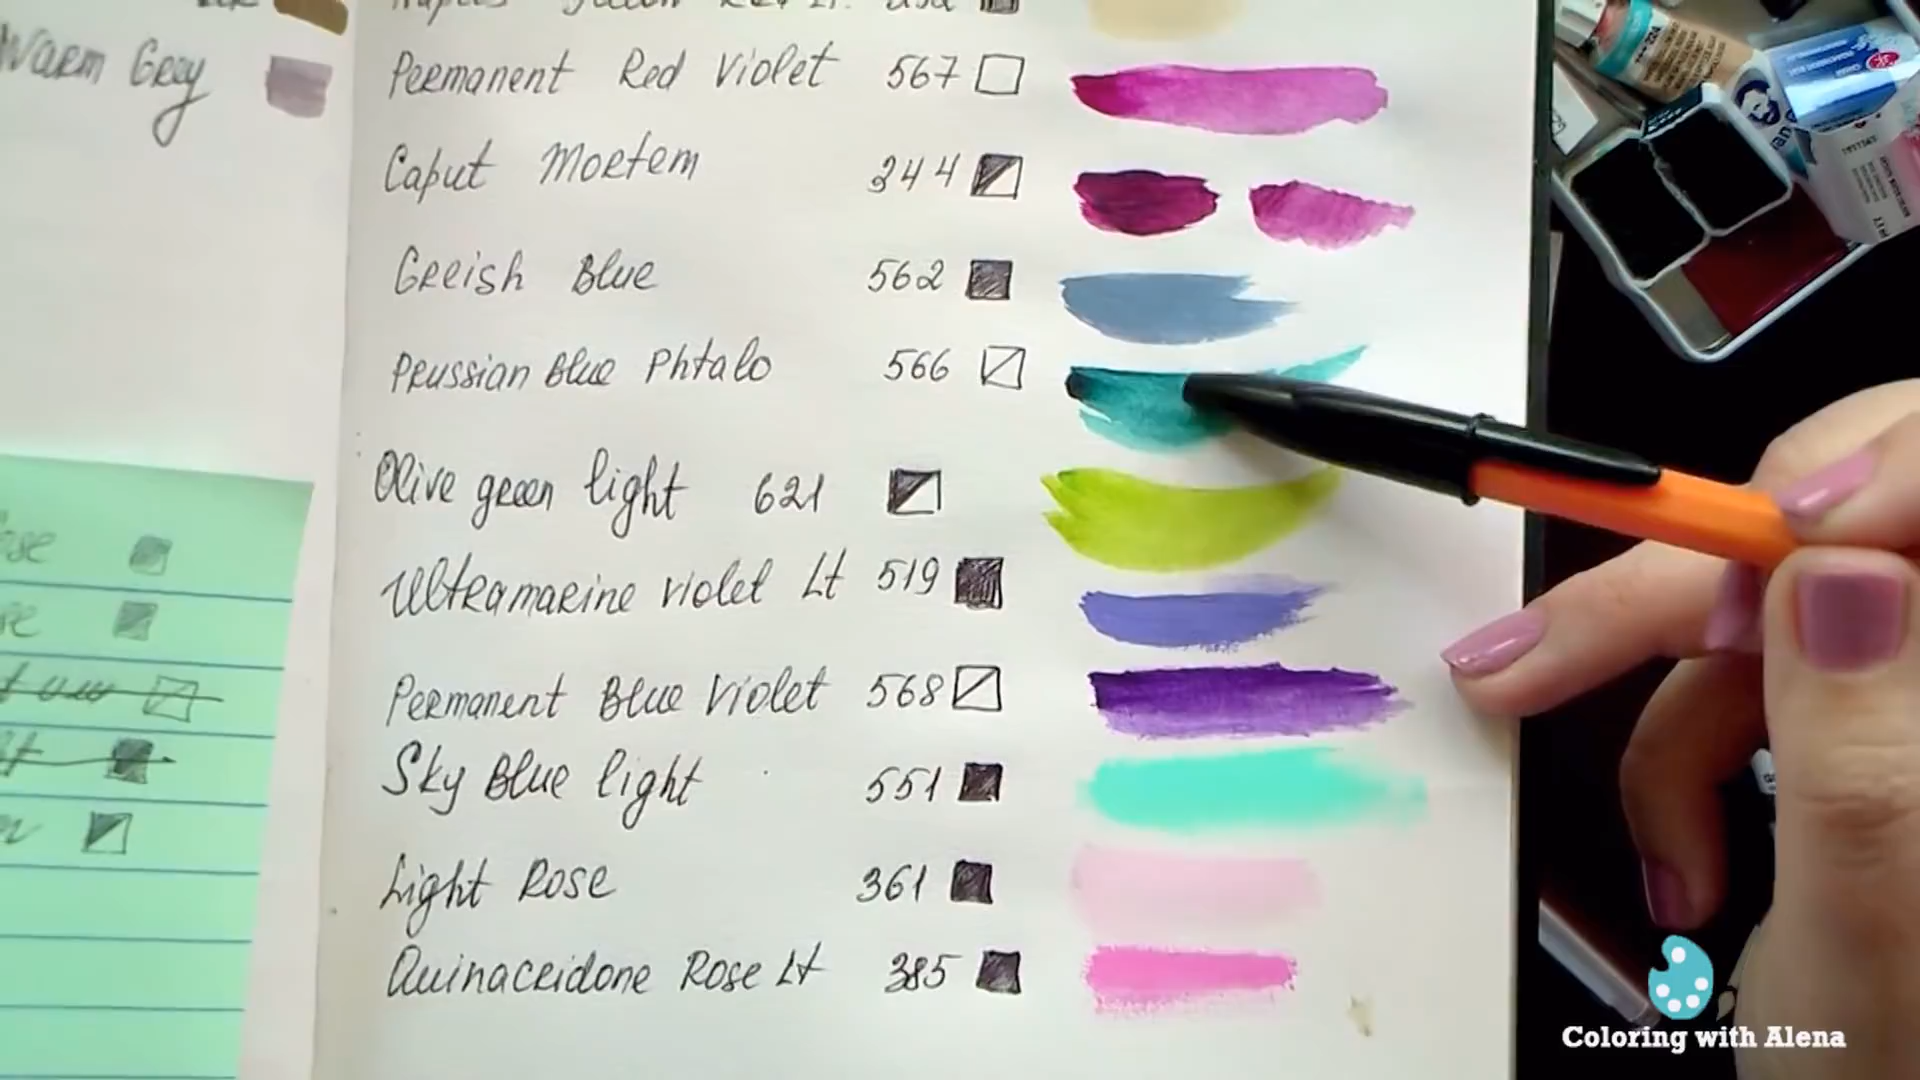 Warm Grey
Permanent Red Violet 567
Caput Mortem 344
Greish Blue 562
Prussian Blue Phtalo 566
Olive green light 621
Ultramarine violet Lt 519
Permanent Blue Violet 568
Sky Blue light 551
Light Rose 361
Quinacridone Rose Lt 385
Coloring with Alena